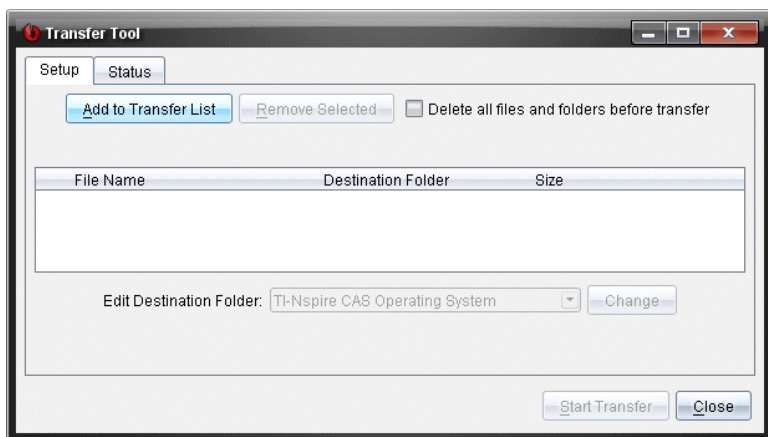 Transfer Tool
Setup Status
Add to Transfer List Remove Selected Delete all files and folders before transfer
File Name Destination Folder Size
Edit Destination Folder: TI-Nspire CAS Operating System Change
Start Transfer Close